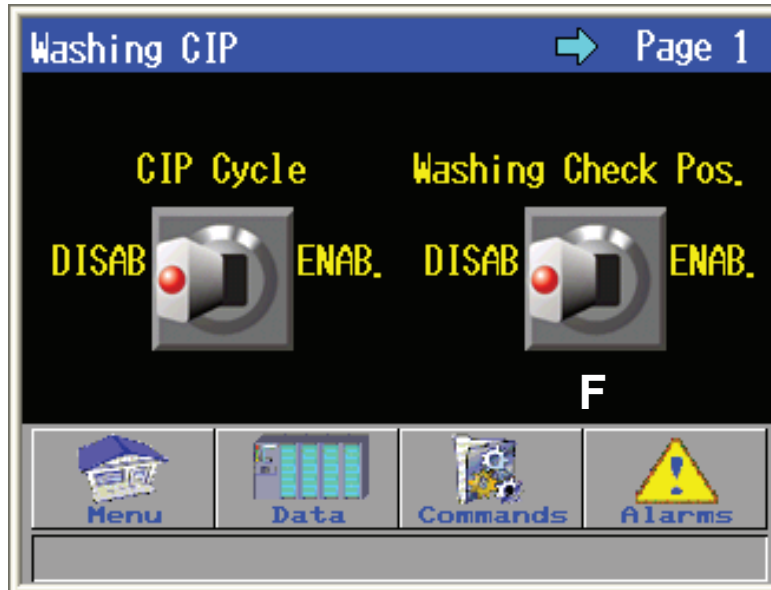 Washing CIP Page 1
CIP Cycle Washing Check Pos.
DISAB ENAB. DISAB ENAB.
F
Menu Data Commands Alarms